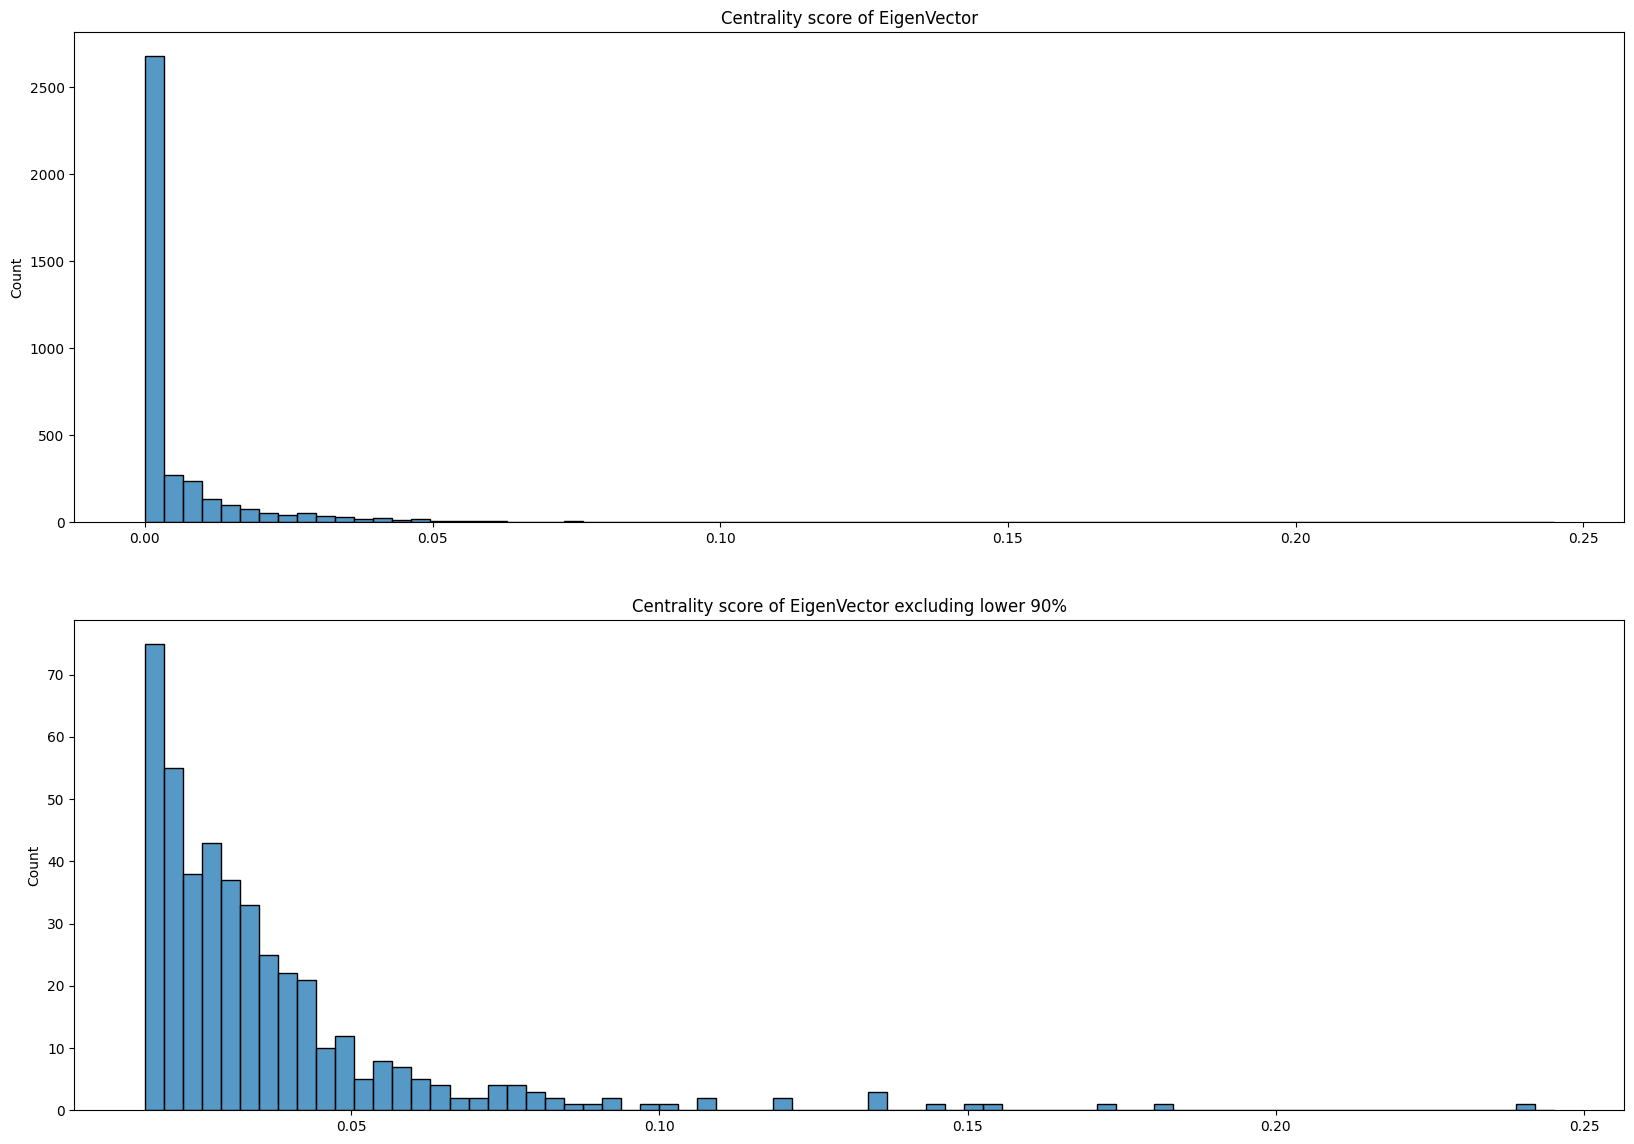 Centrality score of EigenVector
Count
2500
2000
1500
1000
500
0
0.00 0.05 0.10 0.15 0.20 0.25
Centrality score of EigenVector excluding lower 90%
Count
70
60
50
40
30
20
10
0
0.05 0.10 0.15 0.20 0.25